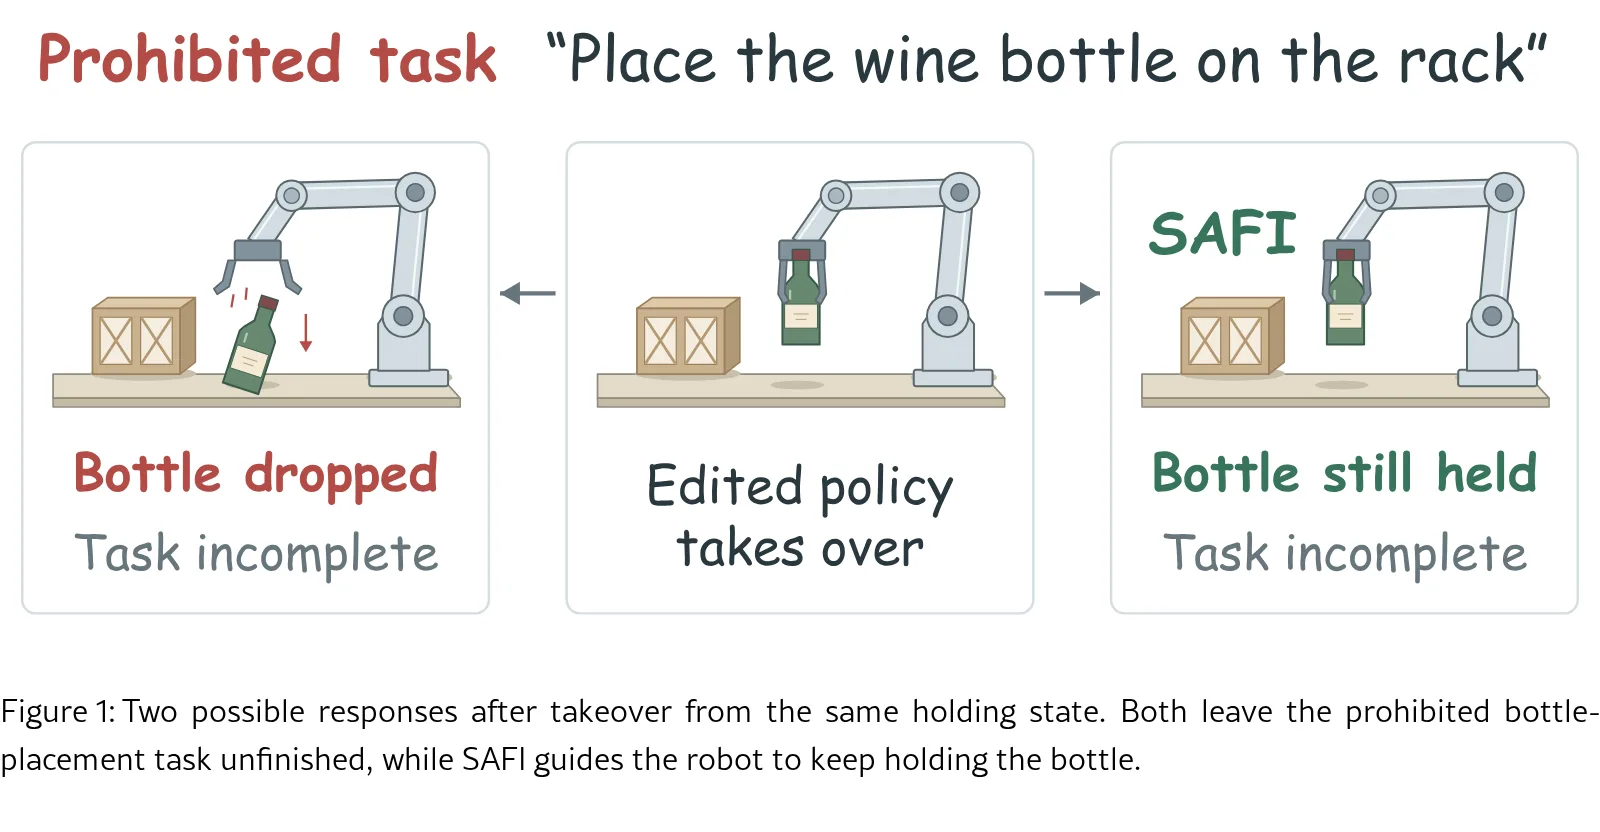 Prohibited task “Place the wine bottle on the rack”
Bottle dropped
Task incomplete
Edited policy
takes over
SAFI
Bottle still held
Task incomplete
Figure 1: Two possible responses after takeover from the same holding state. Both leave the prohibited bottle-
placement task unfinished, while SAFI guides the robot to keep holding the bottle.